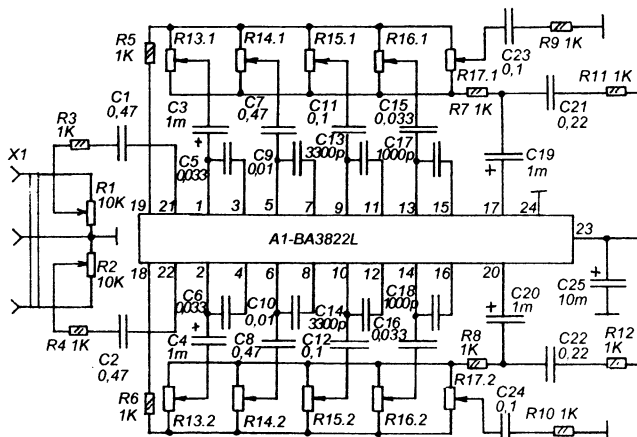 R5
1K
R13.1
R14.1
R15.1
R16.1
C23
0,1
R9 1K
R17.1
R7 1K
R11 1K
C21
0,22
C1
0,47
R3
1K
C3
1m
C7
0,47
C11
0,1
C15
0,033
C5
0,033
C9
0,01
C13
3300p
C17
1000p
C19
1m
X1
R1
10K
R2
10K
19 21 1 3 5 7 9 11 13 15 17 24
A1-BA3822L
23
18 22 2 4 6 8 10 12 14 16 20
C25
10m
C6
0,033
C10
0,01
C14
3300p
C18
1000p
C20
1m
C4
1m
C8
0,47
C12
0,1
C16
0,033
R4 1K
C2
0,47
R8
1K
C22
0,22
R12
1K
R6
1K
R13.2
R14.2
R15.2
R16.2
R17.2
C24
0,1
R10 1K